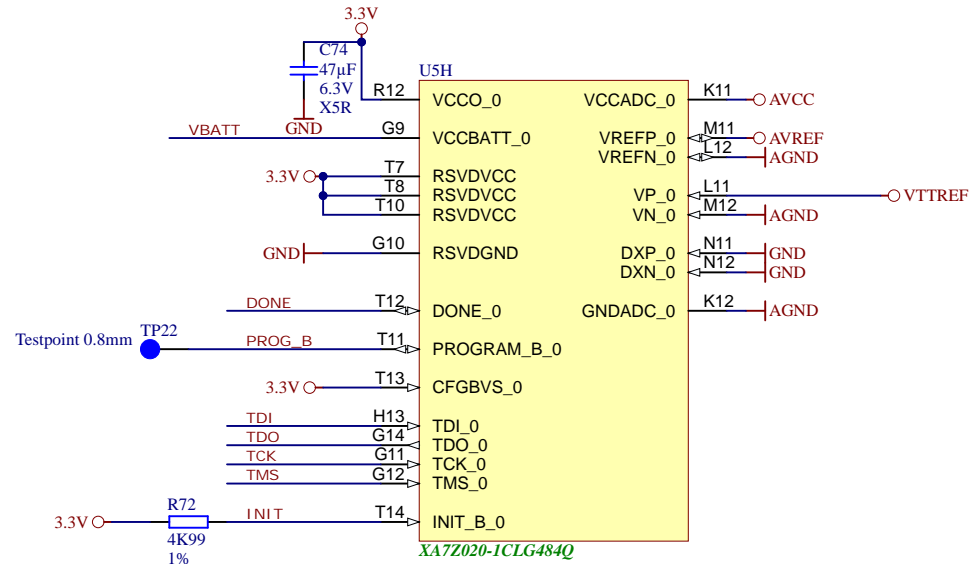 3.3V
C74
47µF
6.3V
X5R
GND
U5H
R12 VCCO_0 VCCADC_0 K11 AVCC
VBATT G9 VCCBATT_0 VREFP_0 M11 AVREF
VREFN_0 L12 AGND
3.3V T7 RSVDVCC
T8 RSVDVCC VP_0 L11 VTTREF
T10 RSVDVCC VN_0 M12 AGND
GND G10 RSVDGND DXP_0 N11 GND
DXN_0 N12 GND
DONE T12 DONE_0 GNDADC_0 K12 AGND
Testpoint 0.8mm TP22 PROG_B T11 PROGRAM_B_0
3.3V T13 CFGBVS_0
TDI H13 TDI_0
TDO G14 TDO_0
TCK G11 TCK_0
TMS G12 TMS_0
3.3V R72 INIT T14 INIT_B_0
4K99
1%
XA7Z020-1CLG484Q